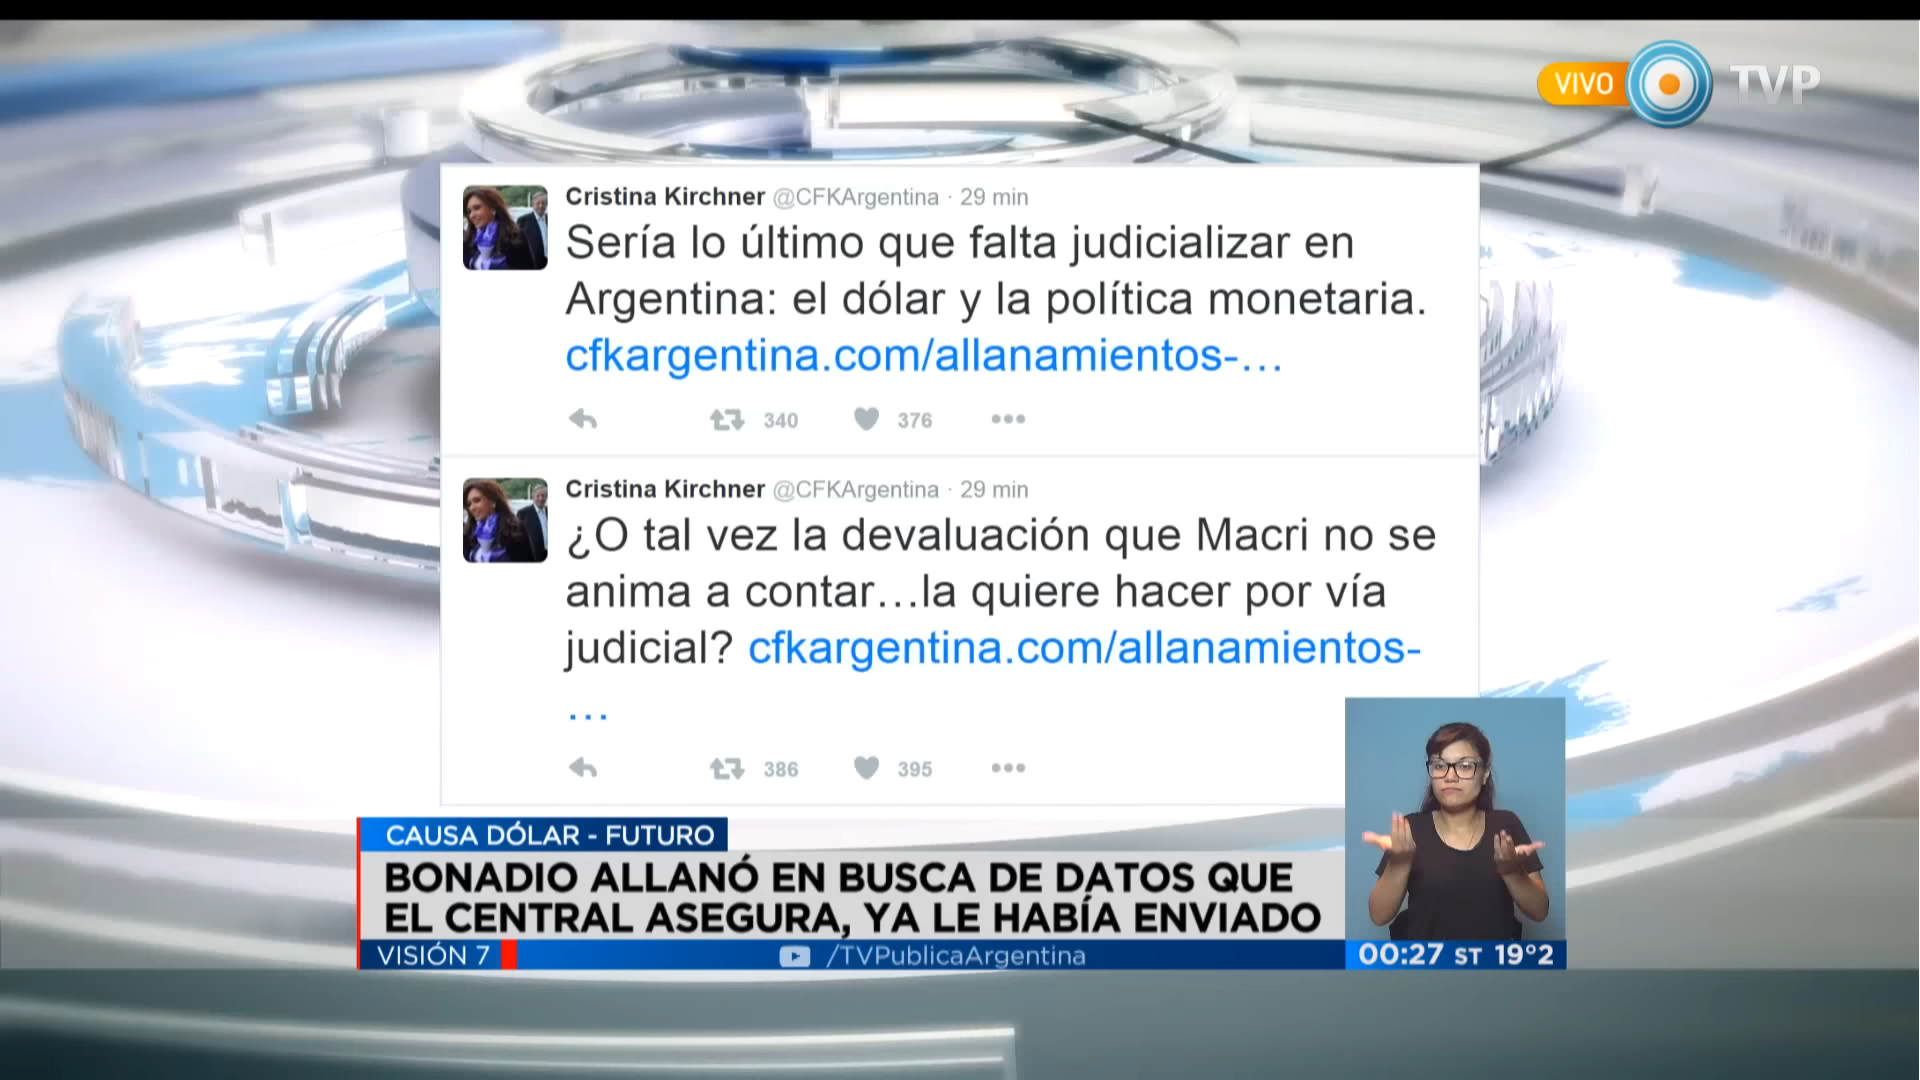 VIVO TVP
Cristina Kirchner @CFKArgentina · 29 min
Sería lo último que falta judicializar en
Argentina: el dólar y la política monetaria.
cfkargentina.com/allanamientos-…
340 376
Cristina Kirchner @CFKArgentina · 29 min
¿O tal vez la devaluación que Macri no se
anima a contar…la quiere hacer por vía
judicial? cfkargentina.com/allanamientos-
…
386 395
CAUSA DÓLAR - FUTURO
BONADIO ALLANÓ EN BUSCA DE DATOS QUE
EL CENTRAL ASEGURA, YA LE HABÍA ENVIADO
VISIÓN 7 /TVPublicaArgentina 00:27 ST 19°2